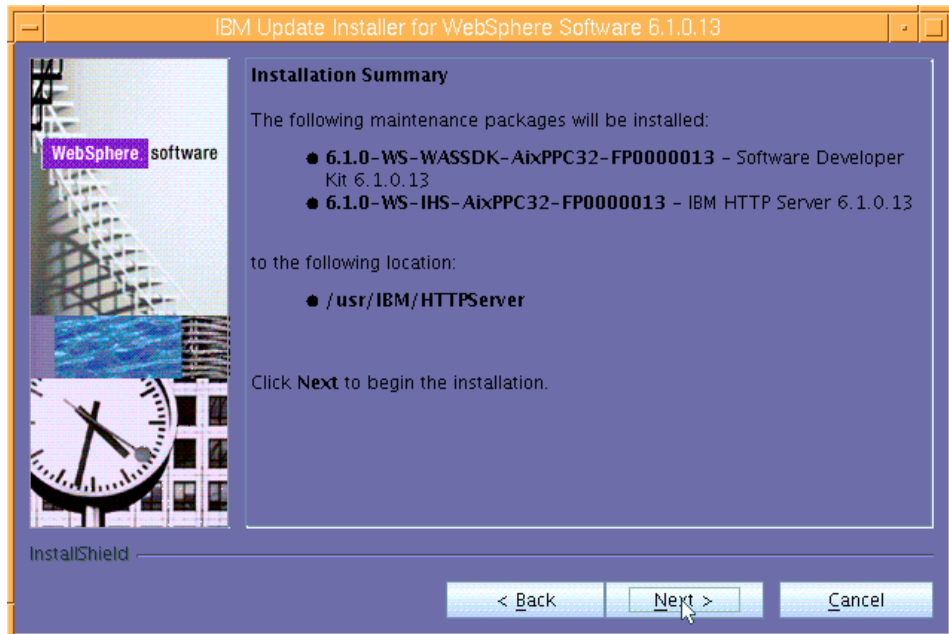 IBM Update Installer for WebSphere Software 6.1.0.13
WebSphere. software
Installation Summary
The following maintenance packages will be installed:
● 6.1.0-WS-WASSDK-AixPPC32-FP0000013 - Software Developer
Kit 6.1.0.13
● 6.1.0-WS-IHS-AixPPC32-FP0000013 - IBM HTTP Server 6.1.0.13
to the following location:
● /usr/IBM/HTTPServer
Click Next to begin the installation.
InstallShield
< Back
Next >
Cancel